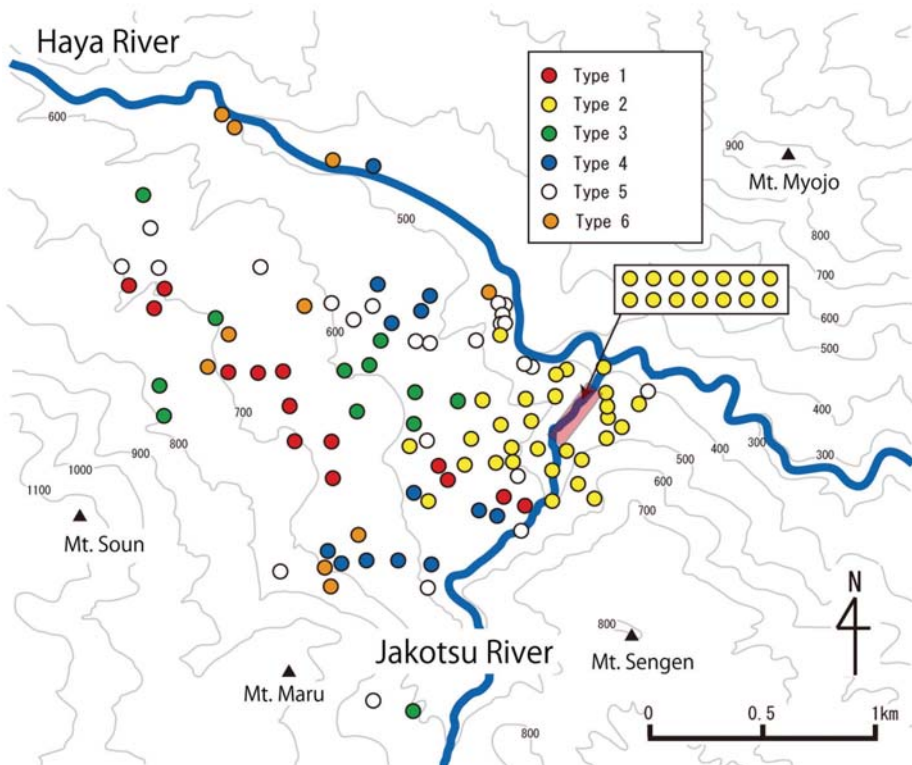 Haya River
Type 1
Type 2
Type 3
Type 4
Type 5
Type 6
600
900
Mt. Myojo
500
800
700
600
600
500
400
700
800
900
1000
1100
500
400
300
300
600
700
Mt. Soun
N
800
Mt. Sengen
Jakotsu River
Mt. Maru
0
0.5
1km
800